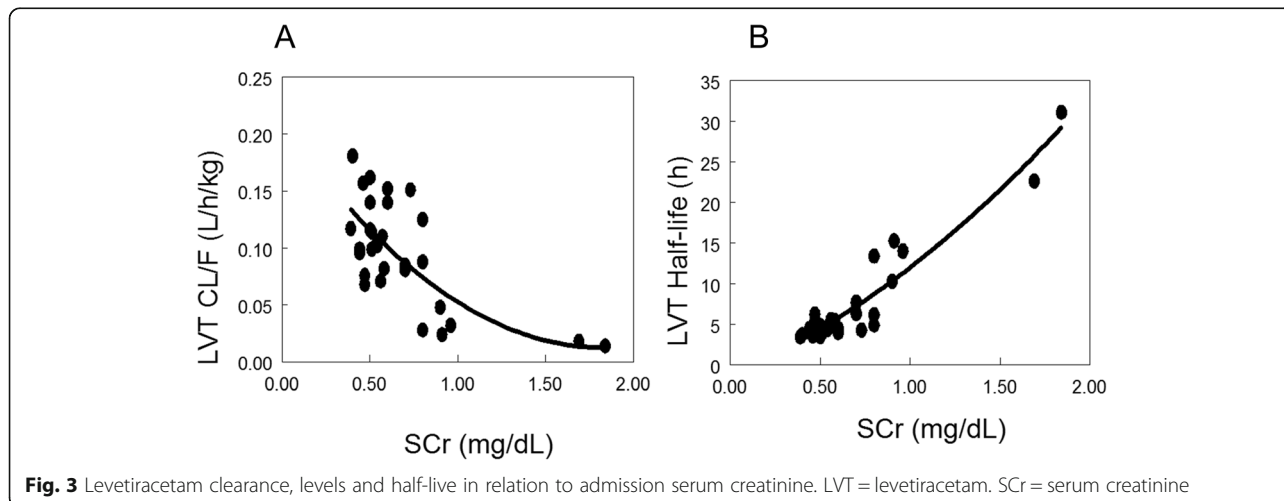 A
LVT CL/F (L/h/kg)
0.25
0.20
0.15
0.10
0.05
0.00
0.00 0.50 1.00 1.50 2.00
SCr (mg/dL)
B
LVT Half-life (h)
35
30
25
20
15
10
5
0
0.00 0.50 1.00 1.50 2.00
SCr (mg/dL)
Fig. 3 Levetiracetam clearance, levels and half-live in relation to admission serum creatinine. LVT = levetiracetam. SCr = serum creatinine